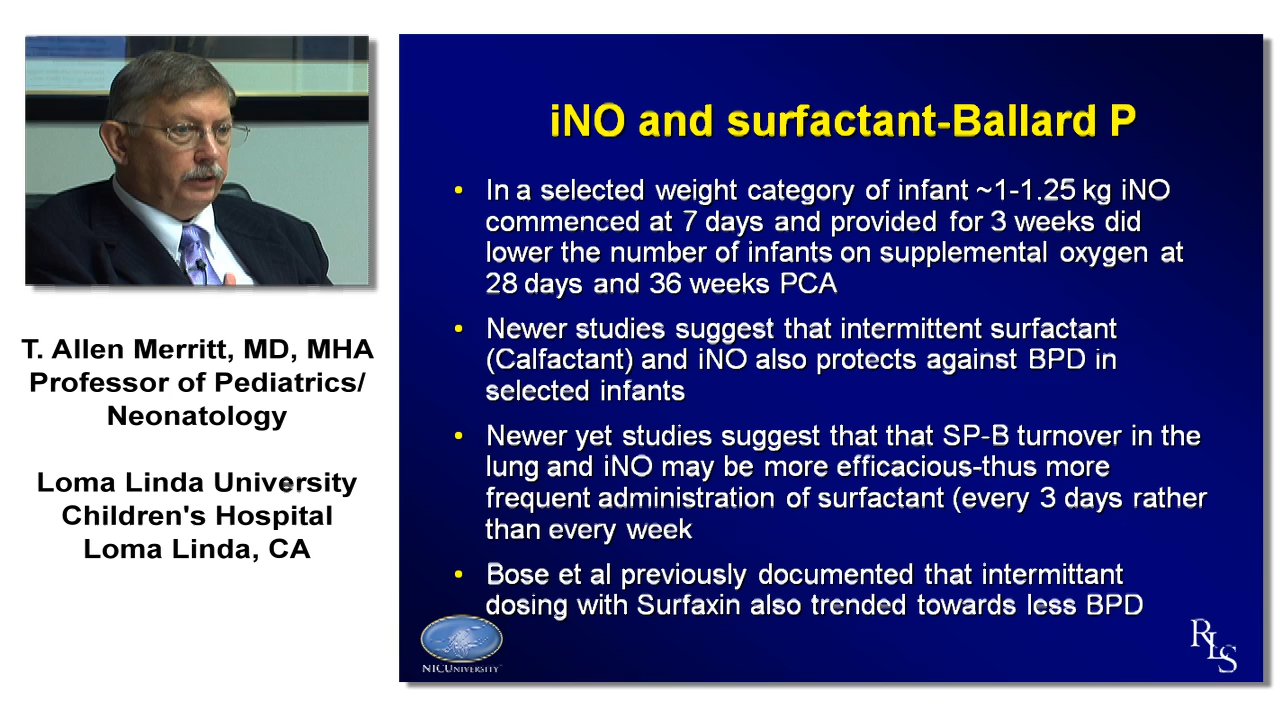 T. Allen Merritt, MD, MHA
Professor of Pediatrics/
Neonatology
Loma Linda University
Children's Hospital
Loma Linda, CA
iNO and surfactant-Ballard P
• In a selected weight category of infant ~1-1.25 kg iNO
commenced at 7 days and provided for 3 weeks did
lower the number of infants on supplemental oxygen at
28 days and 36 weeks PCA
• Newer studies suggest that intermittent surfactant
(Calfactant) and iNO also protects against BPD in
selected infants
• Newer yet studies suggest that that SP-B turnover in the
lung and iNO may be more efficacious-thus more
frequent administration of surfactant (every 3 days rather
than every week
• Bose et al previously documented that intermittant
dosing with Surfaxin also trended towards less BPD
NICUNIVERSITY
RLS